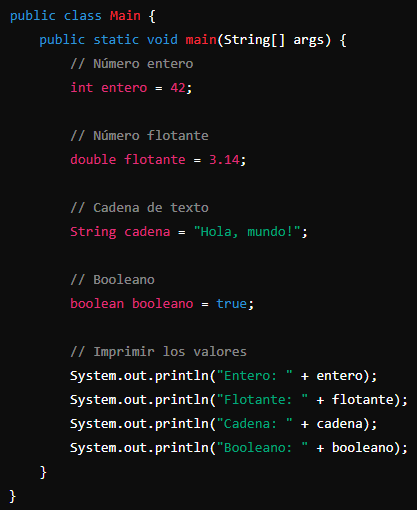 public class Main {
    public static void main(String[] args) {
        // Número entero
        int entero = 42;

        // Número flotante
        double flotante = 3.14;

        // Cadena de texto
        String cadena = "Hola, mundo!";

        // Booleano
        boolean booleano = true;

        // Imprimir los valores
        System.out.println("Entero: " + entero);
        System.out.println("Flotante: " + flotante);
        System.out.println("Cadena: " + cadena);
        System.out.println("Booleano: " + booleano);
    }
}